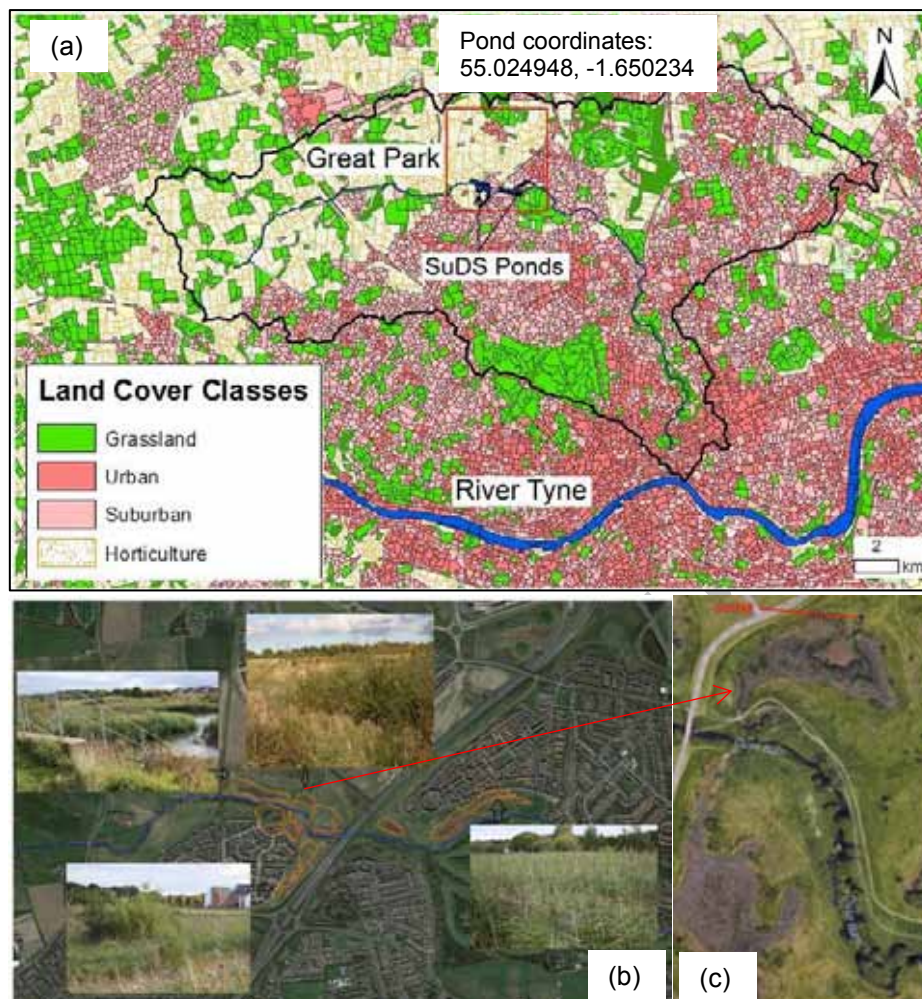 (a)
Pond coordinates:
55.024948, -1.650234
N
Great Park
SuDS Ponds
Land Cover Classes
Grassland
Urban
Suburban
Horticulture
River Tyne
2
km
(b)
(c)